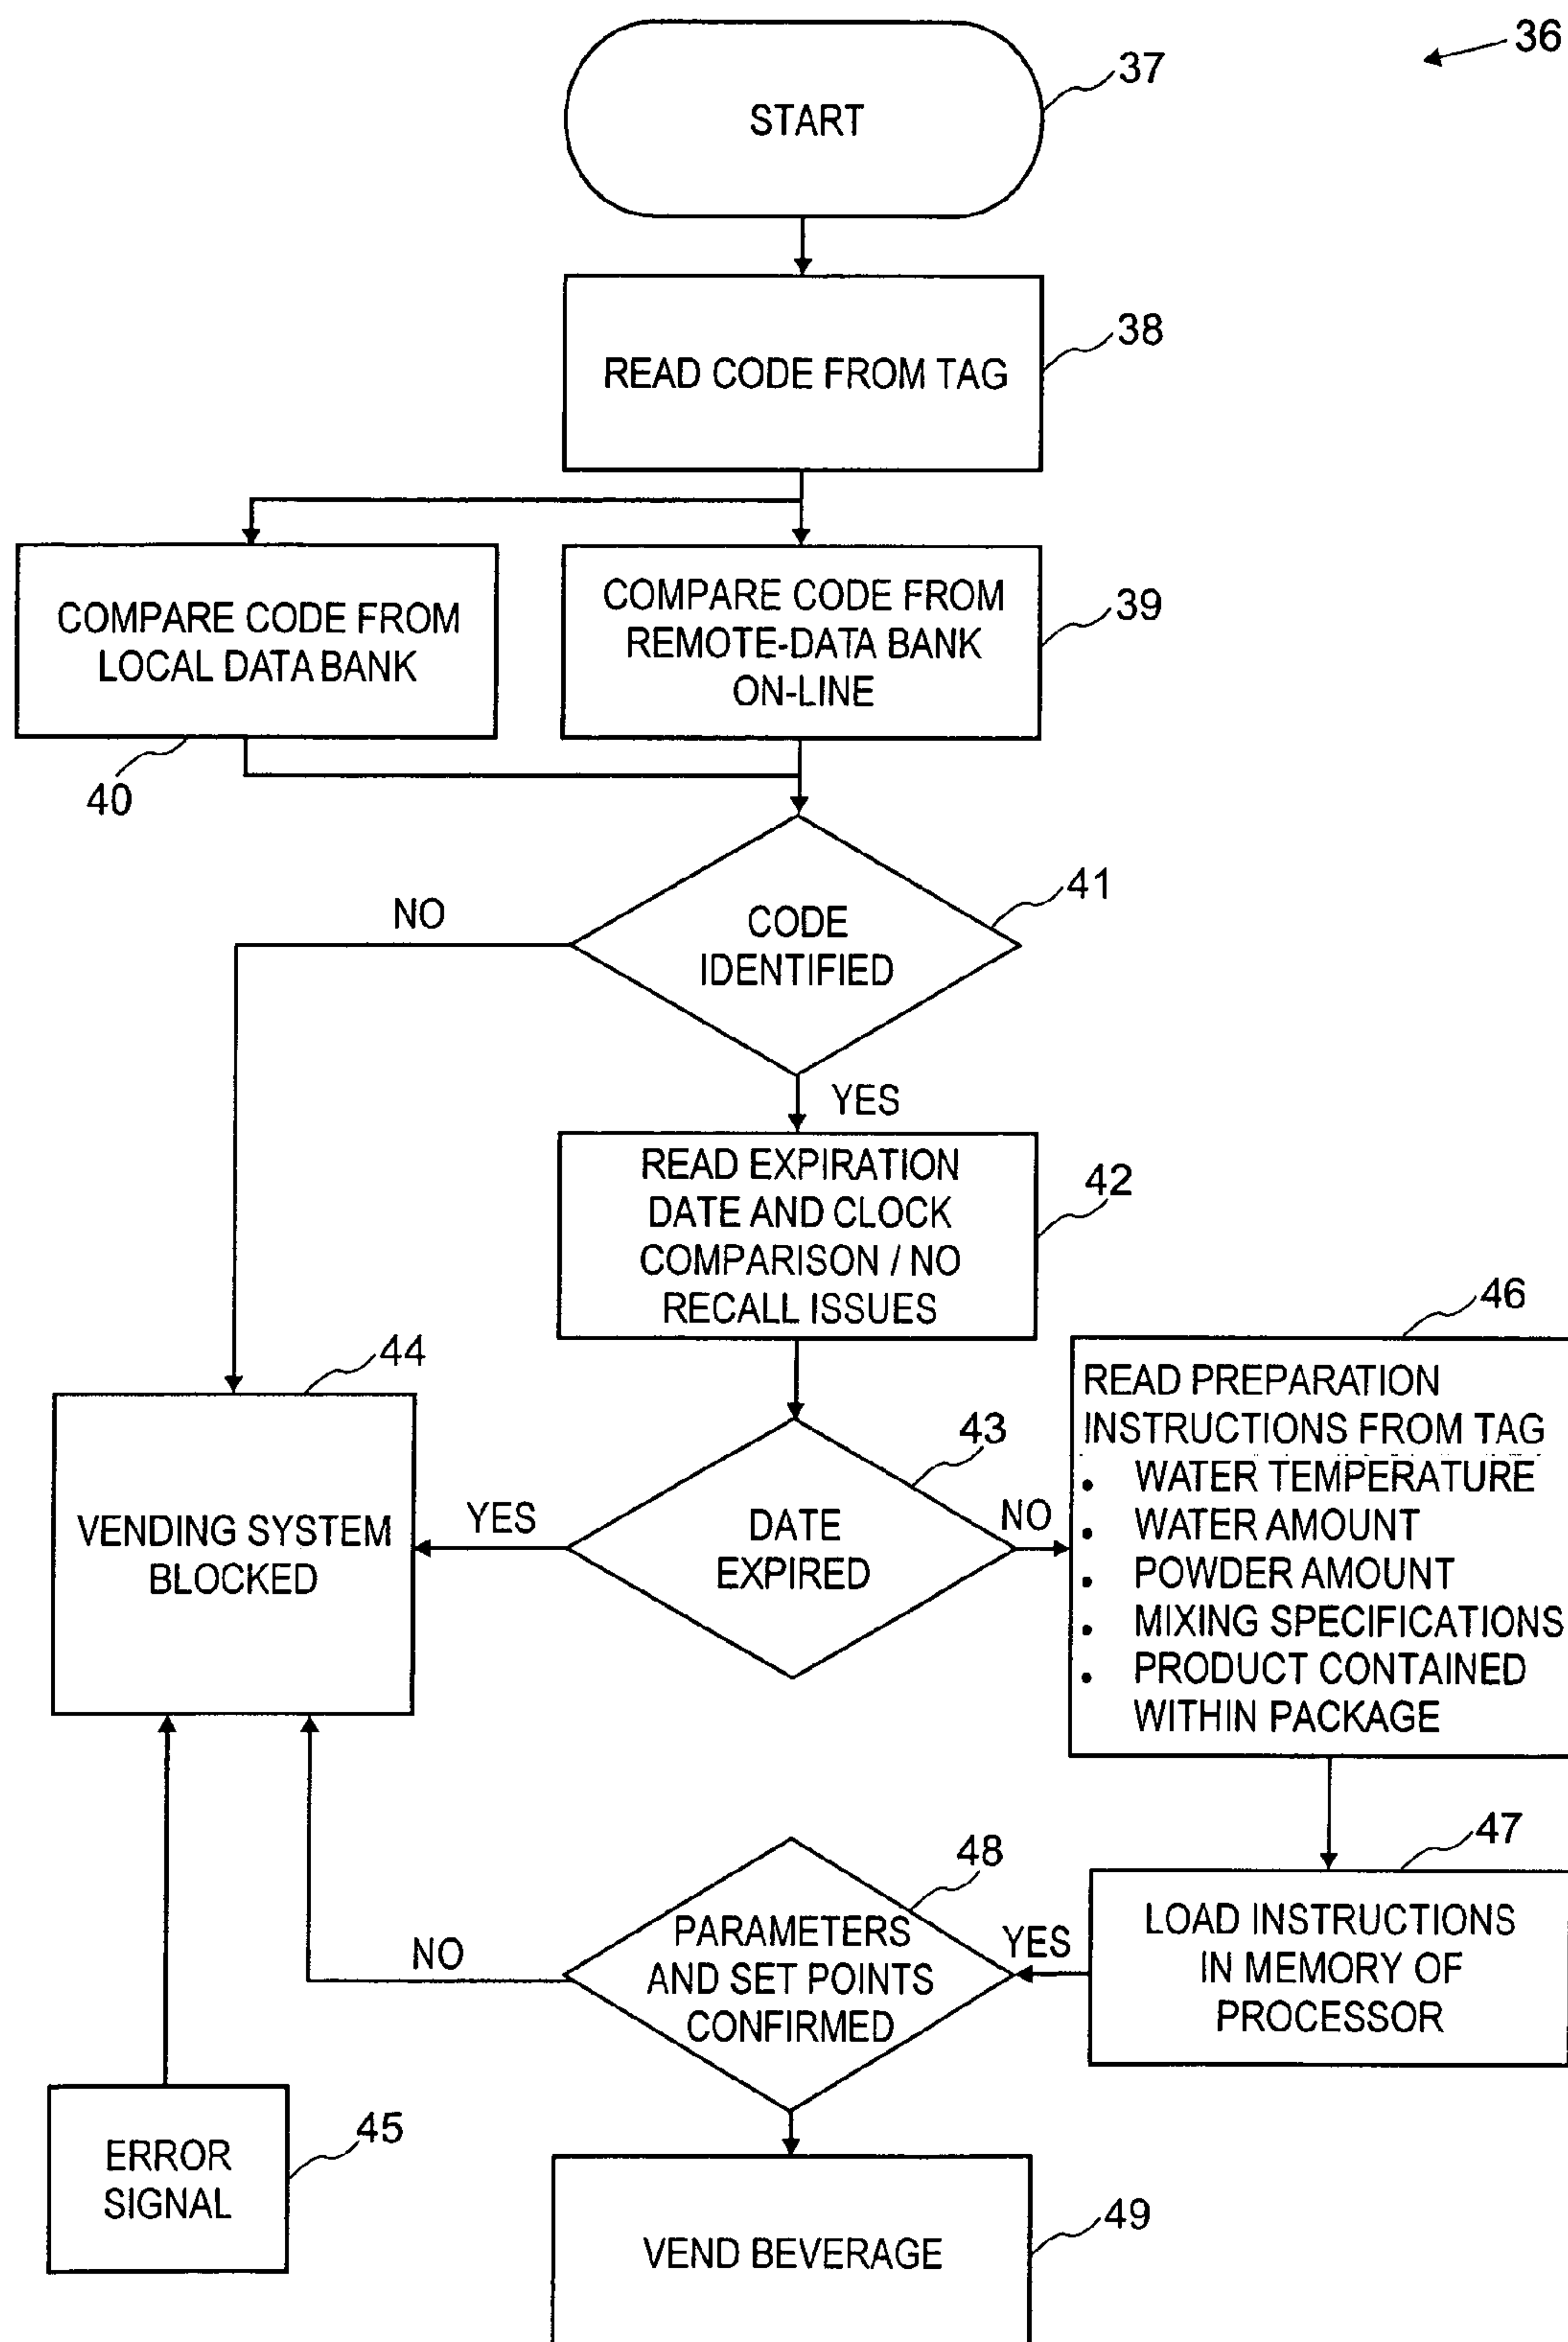 36
37
START
38
READ CODE FROM TAG
COMPARE CODE FROM
LOCAL DATA BANK
40
COMPARE CODE FROM
REMOTE-DATA BANK
ON-LINE
39
41
CODE
IDENTIFIED
NO
YES
READ EXPIRATION
DATE AND CLOCK
COMPARISON / NO
RECALL ISSUES
42
44
VENDING SYSTEM
BLOCKED
YES
43
DATE
EXPIRED
NO
46
READ PREPARATION
INSTRUCTIONS FROM TAG
• WATER TEMPERATURE
• WATER AMOUNT
• POWDER AMOUNT
• MIXING SPECIFICATIONS
• PRODUCT CONTAINED
WITHIN PACKAGE
47
LOAD INSTRUCTIONS
IN MEMORY OF
PROCESSOR
YES
48
PARAMETERS
AND SET POINTS
CONFIRMED
NO
45
ERROR
SIGNAL
49
VEND BEVERAGE